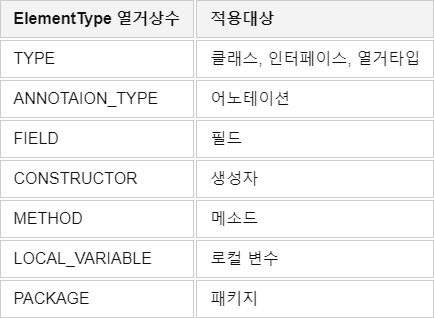 ElementType 열거상수 적용대상
TYPE 클래스, 인터페이스, 열거타입
ANNOTAION_TYPE 어노테이션
FIELD 필드
CONSTRUCTOR 생성자
METHOD 메소드
LOCAL_VARIABLE 로컬 변수
PACKAGE 패키지